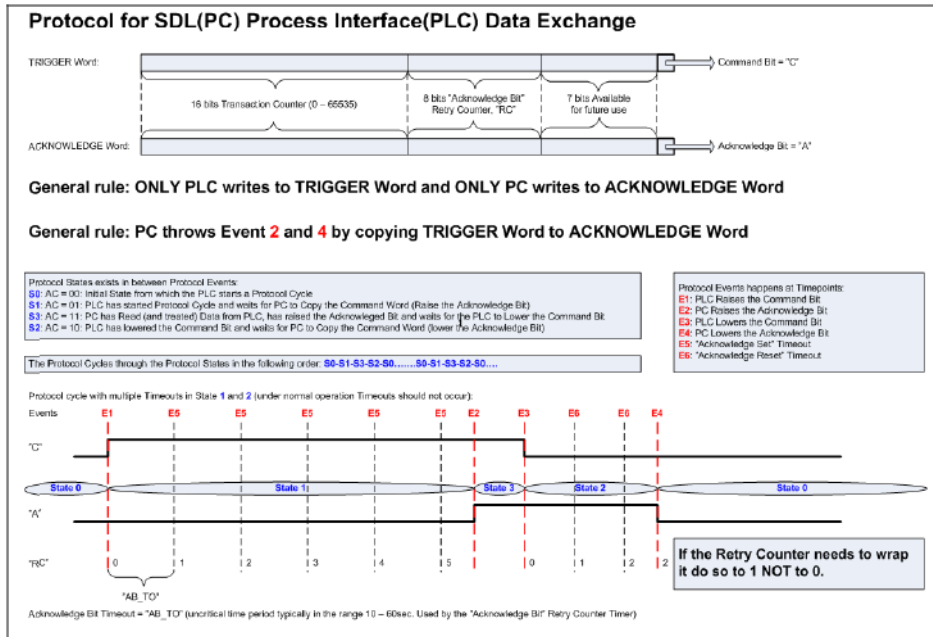 Protocol for SDL(PC) Process Interface(PLC) Data Exchange
TRIGGER Word:
Command Bit = "C"
16 bits Transaction Counter (0 – 65535)
8 bits "Acknowledge Bit"
Retry Counter, "RC"
7 bits Available
for future use
ACKNOWLEDGE Word:
Acknowledge Bit = "A"
General rule: ONLY PLC writes to TRIGGER Word and ONLY PC writes to ACKNOWLEDGE Word
General rule: PC throws Event 2 and 4 by copying TRIGGER Word to ACKNOWLEDGE Word
Protocol States exists in between Protocol Events:
S0: AC = 00: Initial State from which the PLC starts a Protocol Cycle
S1: AC = 01: PLC has started Protocol Cycle and waits for PC to Copy the Command Word (Raise the Acknowledge Bit)
S3: AC = 11: PC has Read (and treated) Data from PLC, has raised the Acknowleged Bit and waits for the PLC to Lower the Command Bit
S2: AC = 10: PLC has lowered the Command Bit and waits for PC to Copy the Command Word (lower the Acknowledge Bit)
Protocol Events happens at Timepoints:
E1: PLC Raises the Command Bit
E2: PC Raises the Acknowledge Bit
E3: PLC Lowers the Command Bit
E4: PC Lowers the Acknowledge Bit
E5: "Acknowledge Set" Timeout
E6: "Acknowledge Reset" Timeout
The Protocol Cycles through the Protocol States in the following order: S0-S1-S3-S2-S0.......S0-S1-S3-S2-S0....
Protocol cycle with multiple Timeouts in State 1 and 2 (under normal operation Timeouts should not occur):
Events E1 E5 E5 E5 E5 E5 E2 E3 E6 E6 E4
"C"
State 0 State 1 State 3 State 2 State 0
"A"
"RC" 0 1 2 3 4 5 0 1 2 2
"AB_TO"
If the Retry Counter needs to wrap
it do so to 1 NOT to 0.
Acknowledge Bit Timeout = "AB_TO" (uncritical time period typically in the range 10 – 60sec. Used by the "Acknowledge Bit" Retry Counter Timer)